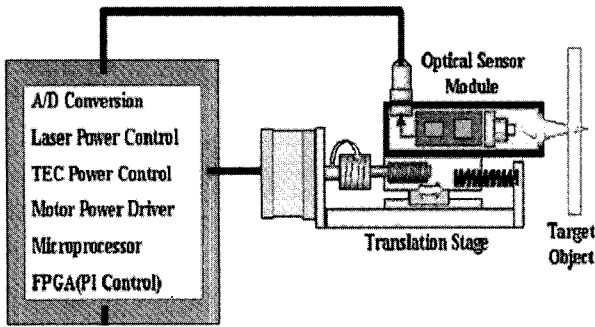 Optical Sensor
Module
A/D Conversion
Laser Power Control
TEC Power Control
Motor Power Driver
Microprocessor
FPGA(PI Control)
Translation Stage
Target
Object